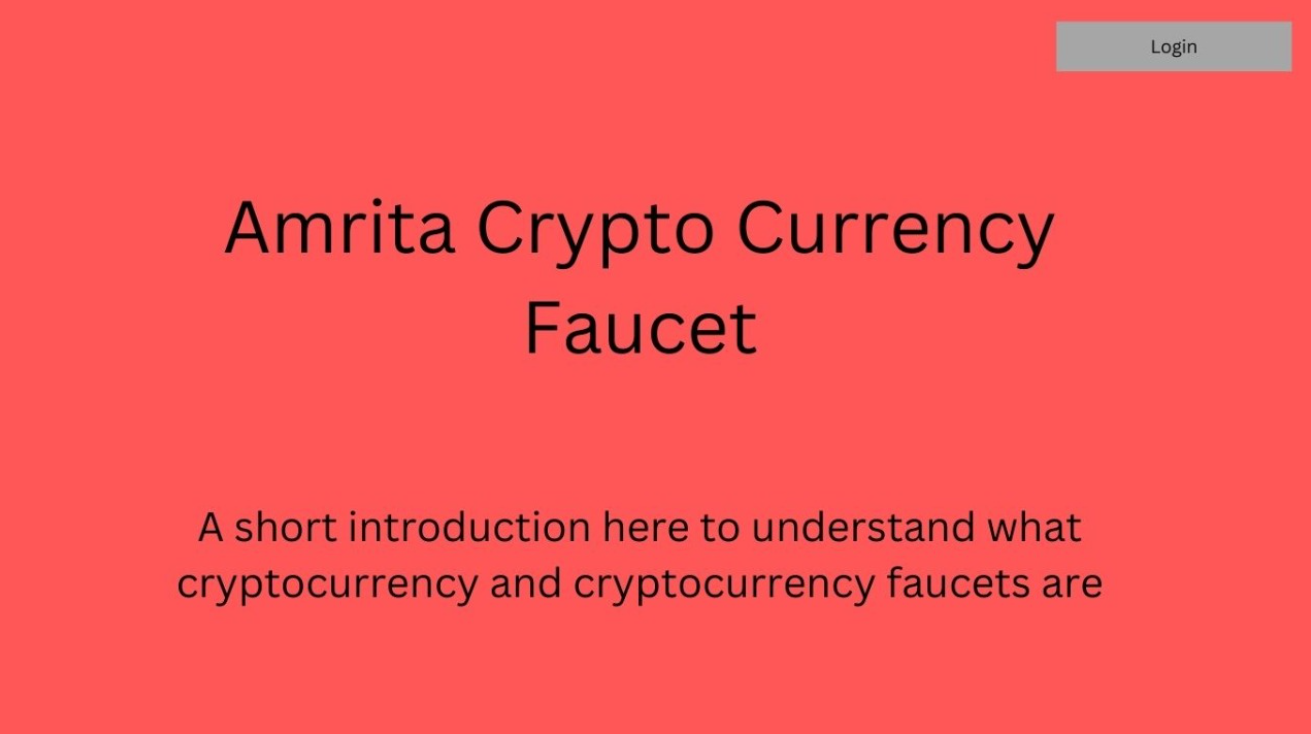 Login
Amrita Crypto Currency
Faucet
A short introduction here to understand what
cryptocurrency and cryptocurrency faucets are